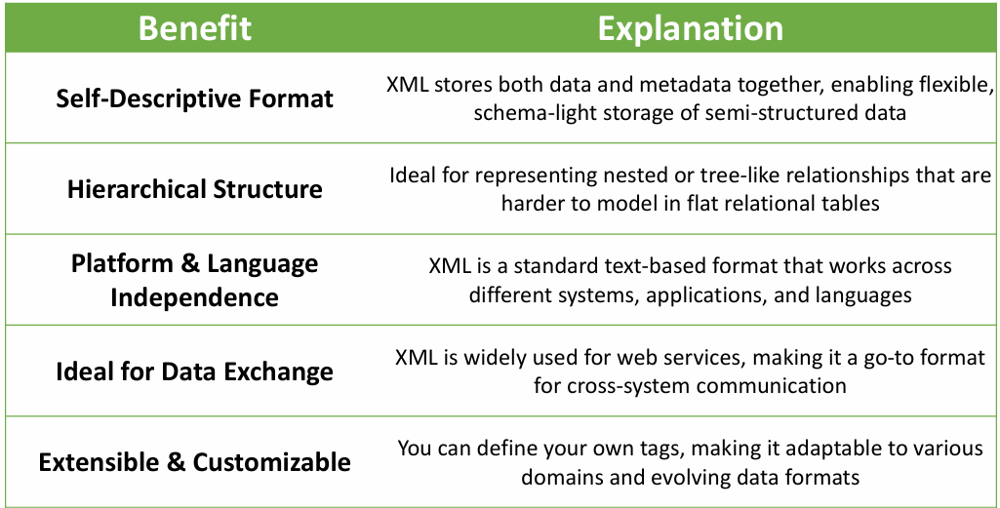 Benefit
Explanation
Self-Descriptive Format
XML stores both data and metadata together, enabling flexible,
schema-light storage of semi-structured data
Hierarchical Structure
Ideal for representing nested or tree-like relationships that are
harder to model in flat relational tables
Platform & Language
Independence
XML is a standard text-based format that works across
different systems, applications, and languages
Ideal for Data Exchange
XML is widely used for web services, making it a go-to format
for cross-system communication
Extensible & Customizable
You can define your own tags, making it adaptable to various
domains and evolving data formats